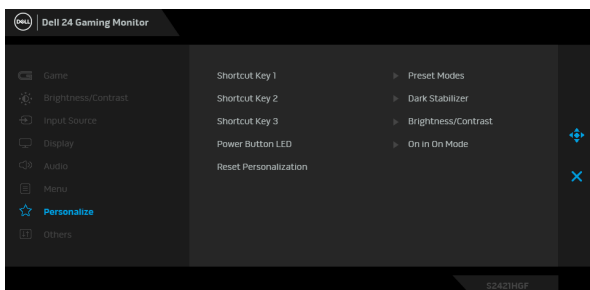 DELL Dell 24 Gaming Monitor
Game
Brightness/Contrast
Input Source
Display
Audio
Menu
Personalize
Others
Shortcut Key 1 Preset Modes
Shortcut Key 2 Dark Stabilizer
Shortcut Key 3 Brightness/Contrast
Power Button LED On in On Mode
Reset Personalization
S2421HGF